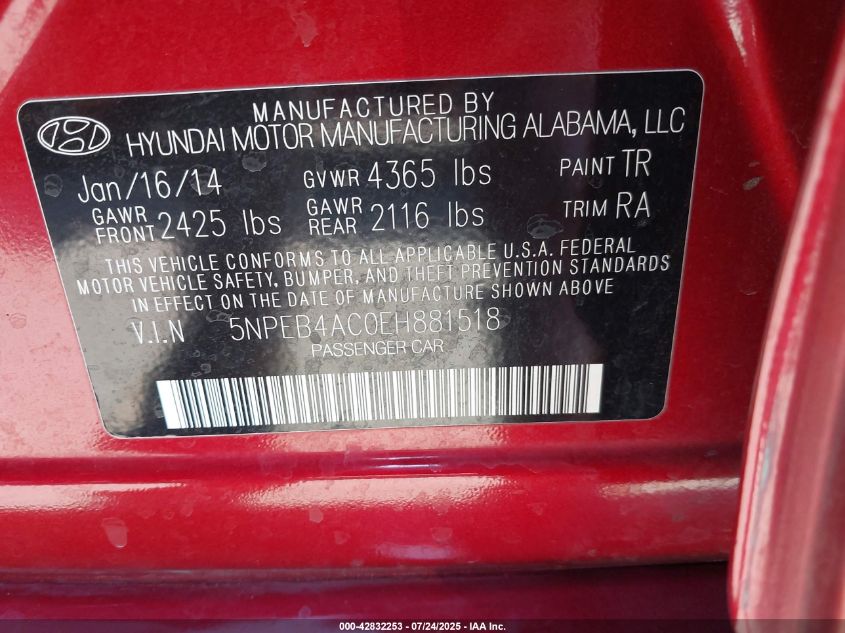 MANUFACTURED BY
HYUNDAI MOTOR MANUFACTURING ALABAMA, LLC
Jan/16/14 GVWR 4365 lbs PAINT TR
GAWR FRONT 2425 lbs GAWR REAR 2116 lbs TRIM RA
THIS VEHICLE CONFORMS TO ALL APPLICABLE U.S.A. FEDERAL
MOTOR VEHICLE SAFETY, BUMPER, AND THEFT PREVENTION STANDARDS
IN EFFECT ON THE DATE OF MANUFACTURE SHOWN ABOVE
V.I.N 5NPEB4AC0EH881518
PASSENGER CAR
000-42832253 - 07/24/2025 - IAA Inc.